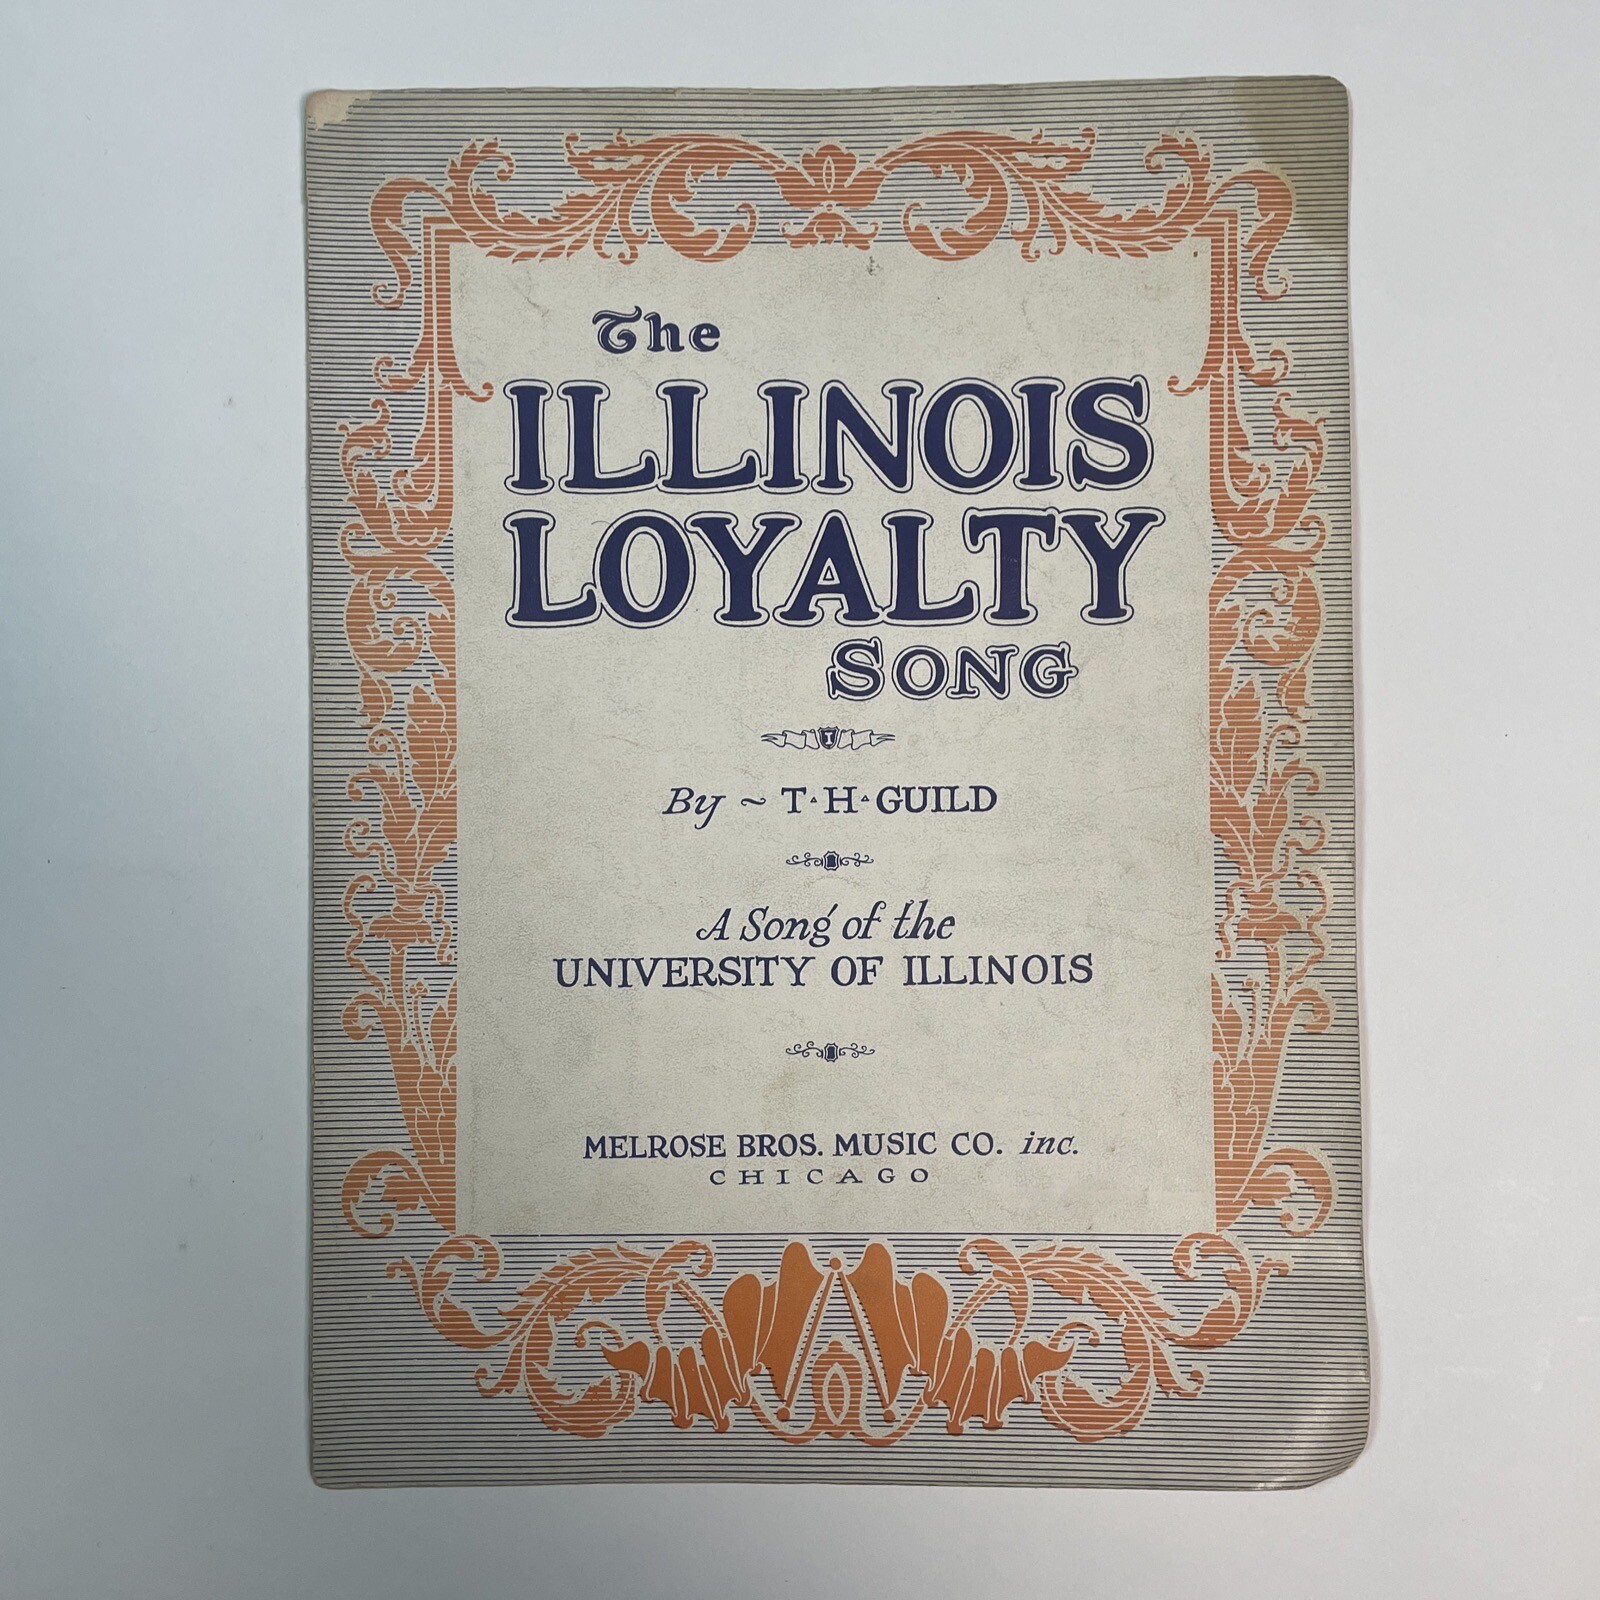 The
ILLINOIS
LOYALTY
SONG
I
By ~ T·H·GUILD
A Song of the
UNIVERSITY OF ILLINOIS
MELROSE BROS. MUSIC CO. inc.
CHICAGO